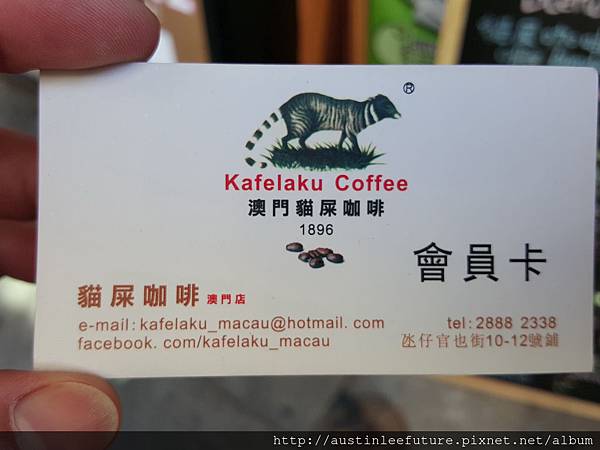 ®
Kafelaku Coffee
澳門貓屎咖啡
1896
會員卡
貓屎咖啡 澳門店
e-mail: kafelaku_macau@hotmail. com
tel: 2888 2338
facebook. com/kafelaku_macau
氹仔官也街10-12號鋪
http://austinleefuture.pixnet.net/album